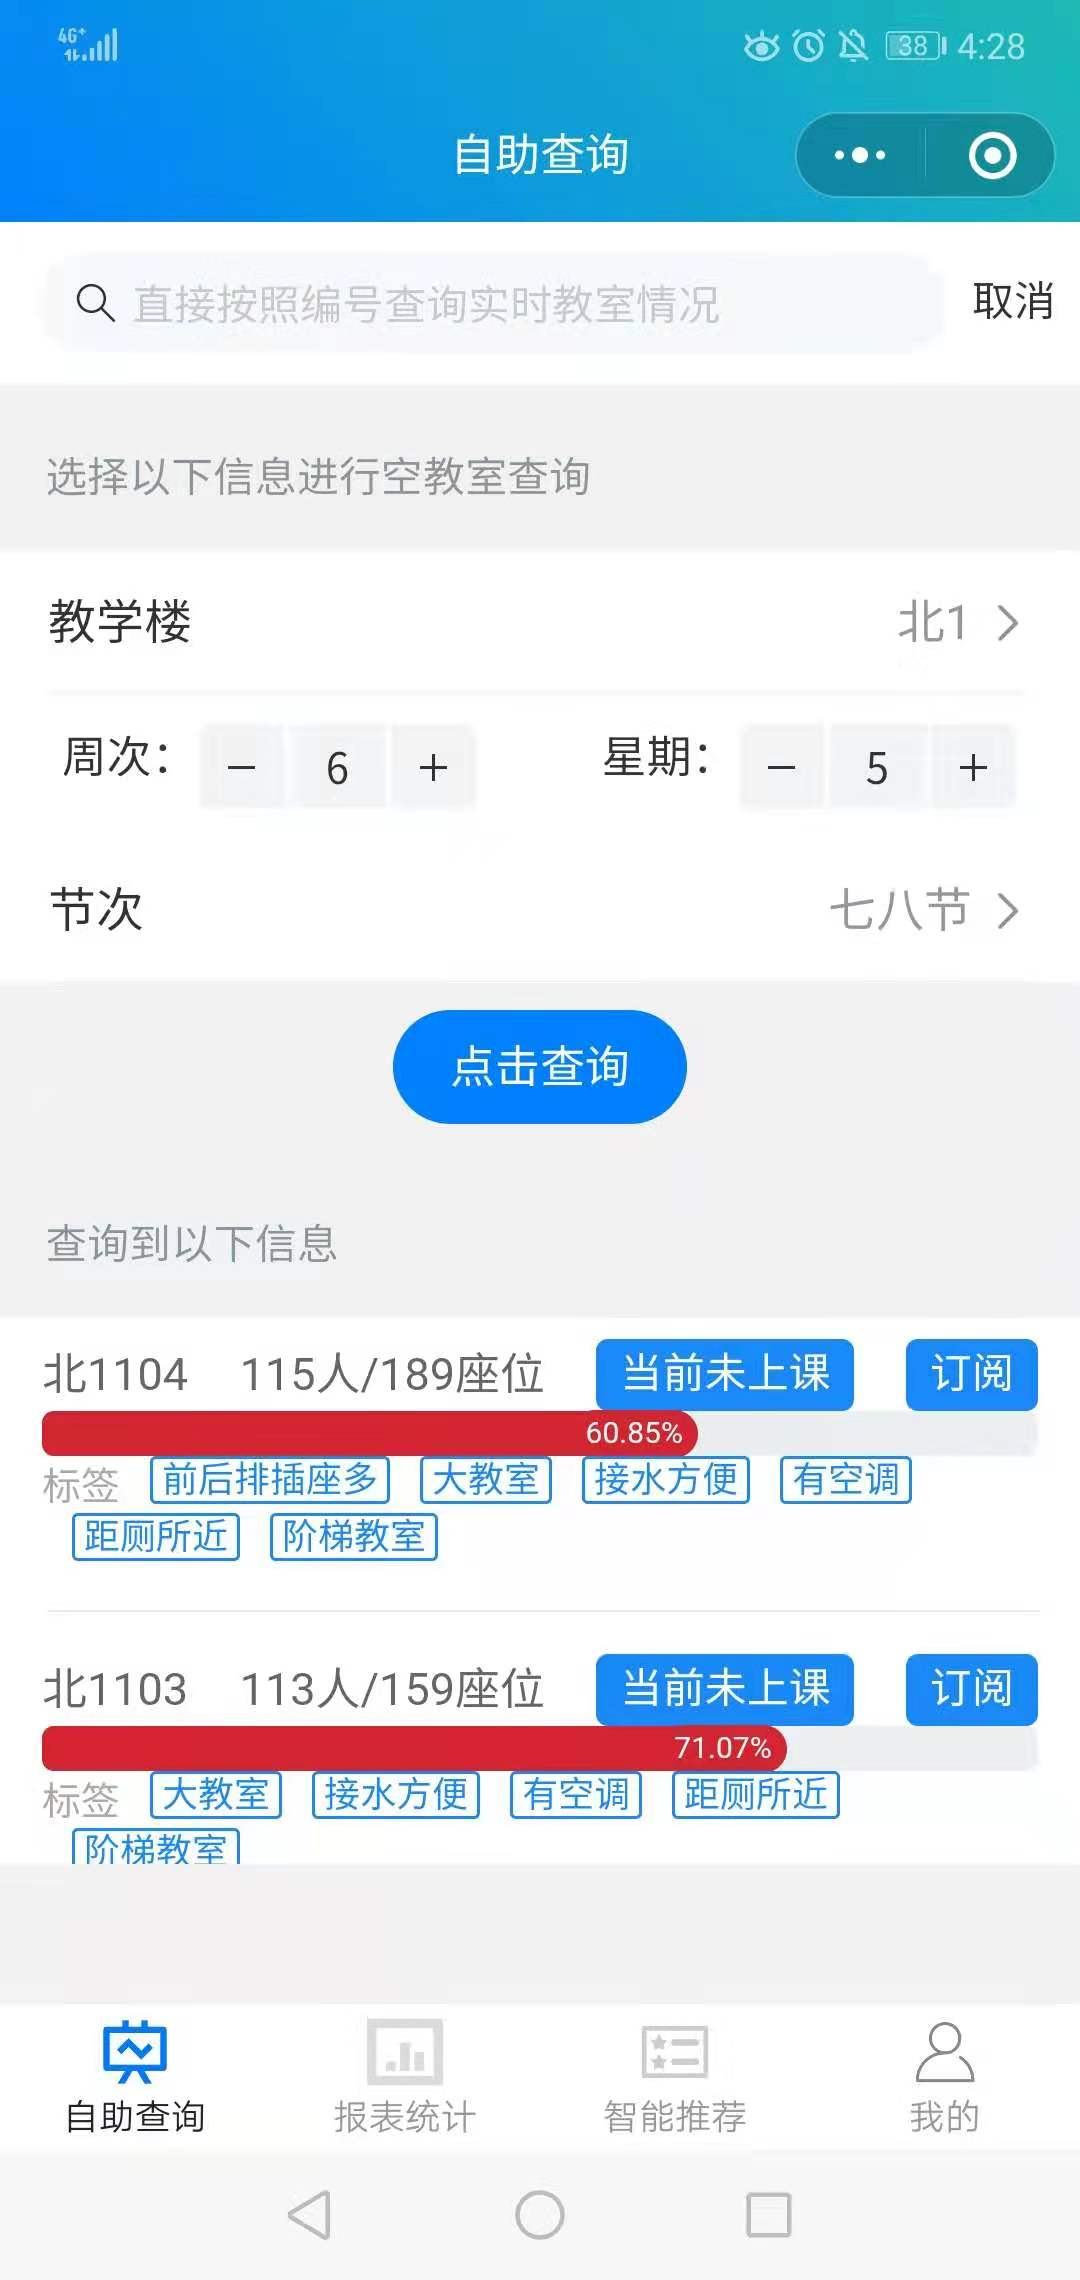 4G+ 38 4:28
自助查询
直接按照编号查询实时教室情况 取消
选择以下信息进行空教室查询
教学楼 北1
周次： 6 星期： 5
节次 七八节
点击查询
查询到以下信息
北1104 115人/189座位 当前未上课 订阅
60.85%
标签 前后排插座多 大教室 接水方便 有空调
距厕所近 阶梯教室
北1103 113人/159座位 当前未上课 订阅
71.07%
标签 大教室 接水方便 有空调 距厕所近
阶梯教室
自助查询 报表统计 智能推荐 我的